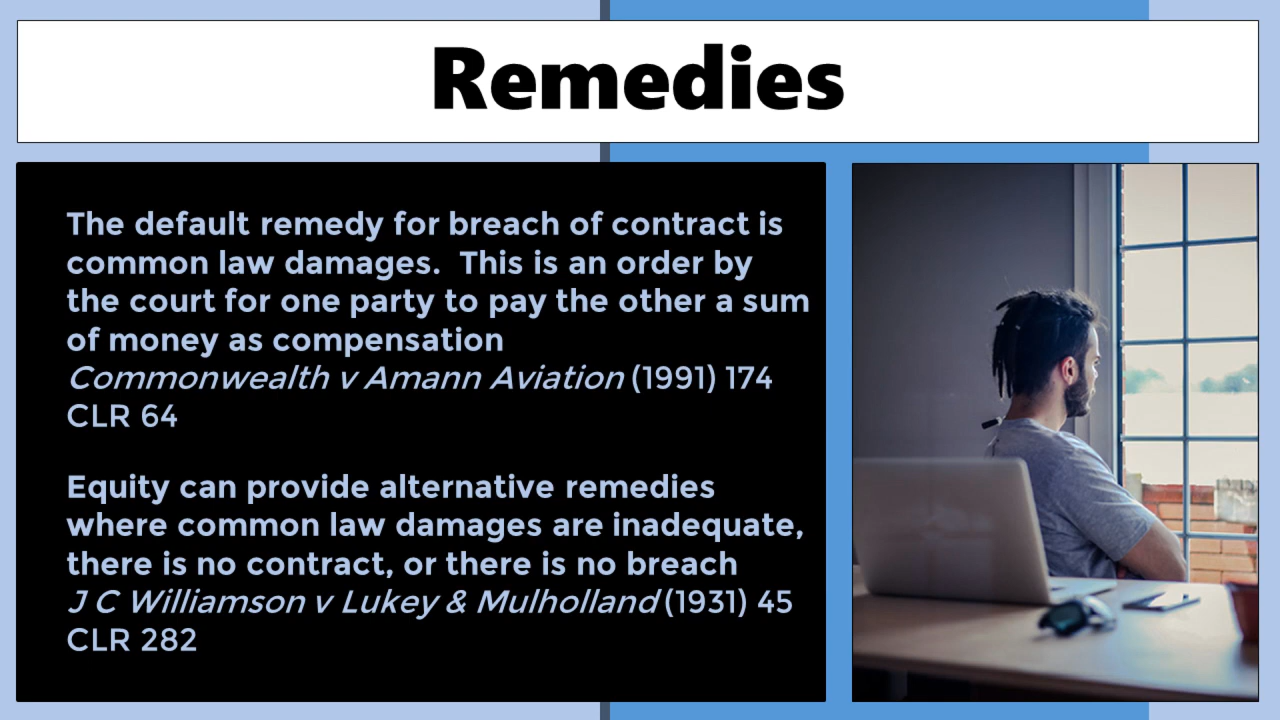 Remedies
The default remedy for breach of contract is
common law damages.  This is an order by
the court for one party to pay the other a sum
of money as compensation
Commonwealth v Amann Aviation (1991) 174
CLR 64
Equity can provide alternative remedies
where common law damages are inadequate,
there is no contract, or there is no breach
J C Williamson v Lukey & Mulholland (1931) 45
CLR 282